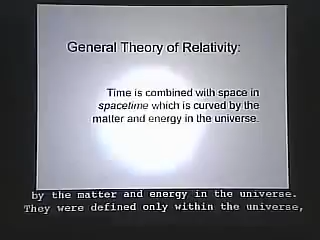 General Theory of Relativity:
Time is combined with space in
spacetime which is curved by the
matter and energy in the universe.
by the matter and energy in the universe.
They were defined only within the universe,